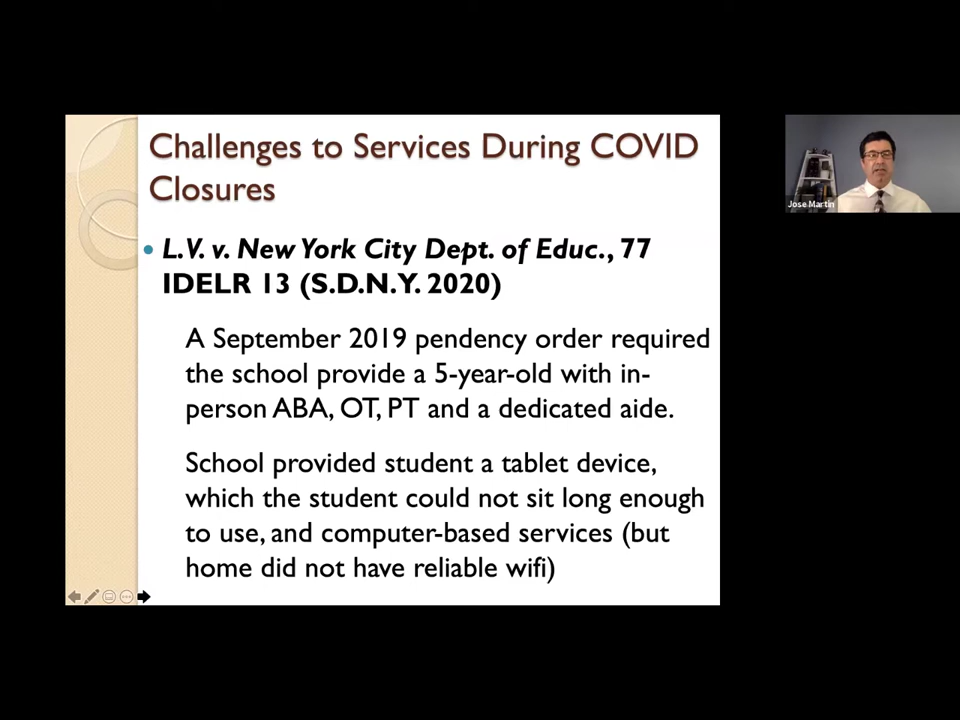 Challenges to Services During COVID
Closures
L.V. v. New York City Dept. of Educ., 77
IDELR 13 (S.D.N.Y. 2020)
A September 2019 pendency order required
the school provide a 5-year-old with in-
person ABA, OT, PT and a dedicated aide.
School provided student a tablet device,
which the student could not sit long enough
to use, and computer-based services (but
home did not have reliable wifi)
Jose Martin